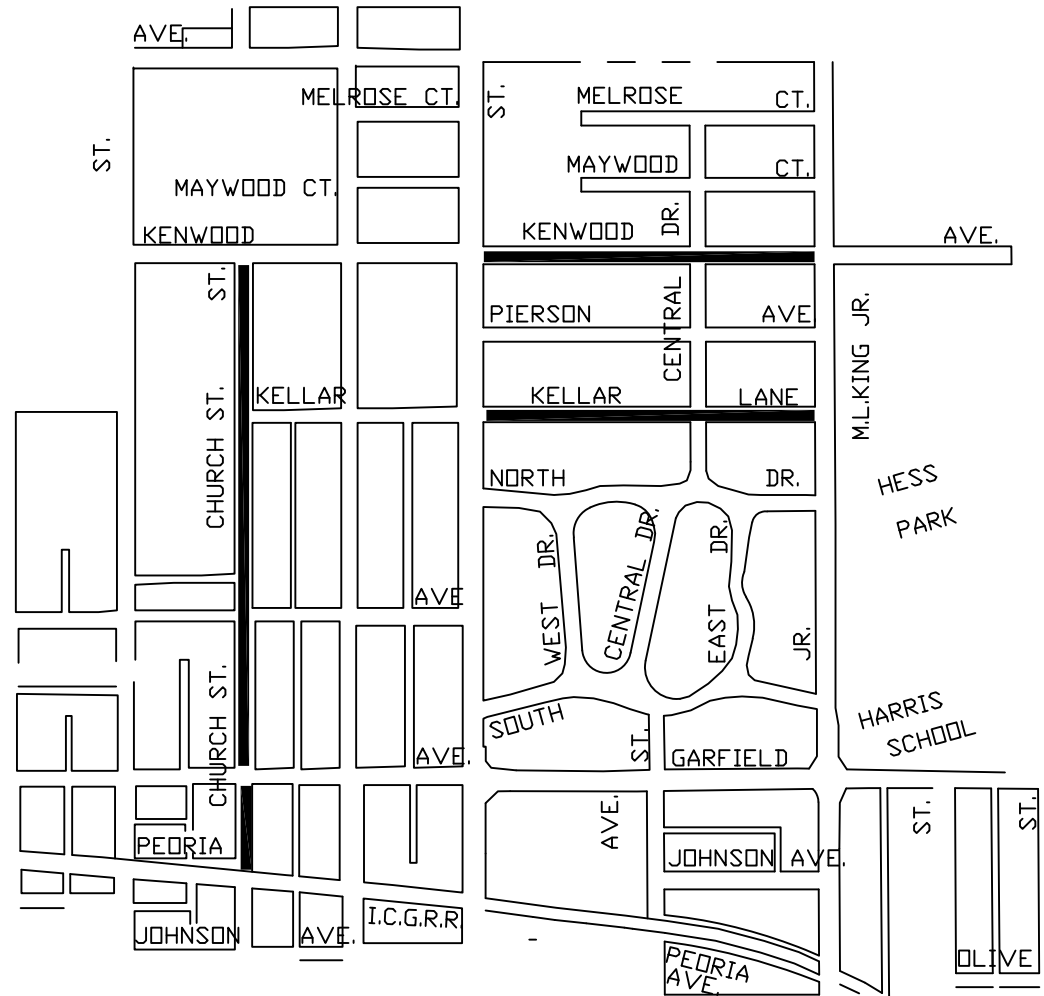 AVE.
MELROSE CT.
ST.
MELROSE CT.
ST.
MAYWOOD CT.
MAYWOOD CT.
KENWOOD
DR.
KENWOOD AVE.
ST.
PIERSON AVE
CENTRAL
M.L.KING JR.
KELLAR
KELLAR LANE
CHURCH ST.
NORTH DR.
HESS
PARK
DR.
DR.
DR.
AVE
WEST
CENTRAL
EAST
JR.
CHURCH ST.
SOUTH
HARRIS
SCHOOL
AVE.
ST.
GARFIELD
AVE.
ST.
ST.
PEORIA
JOHNSON AVE.
I.C.G.R.R.
JOHNSON AVE.
PEORIA
AVE.
OLIVE